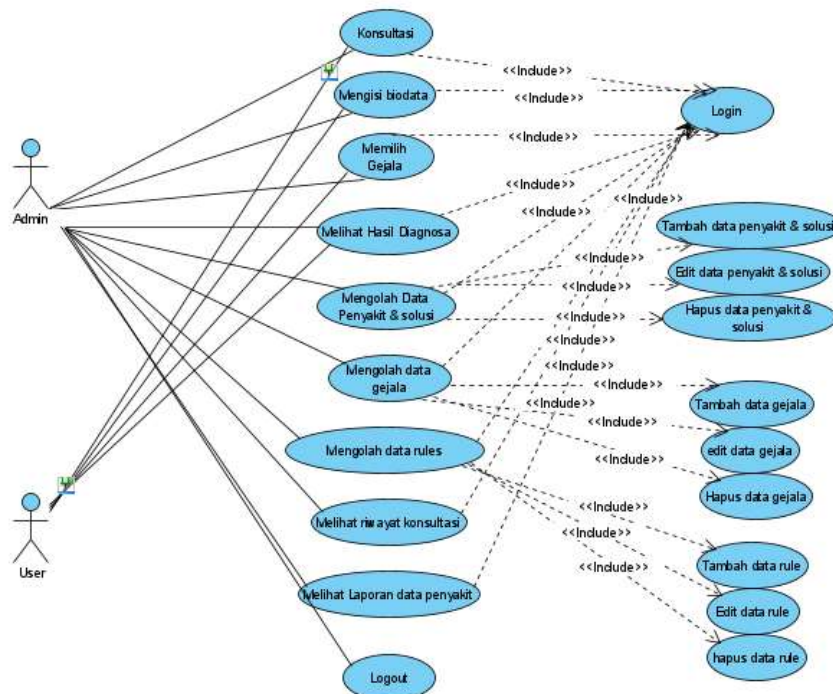 Konsultasi
<<Include>>
Mengisi biodata
<<Include>>
Login
Memilih
Gejala
<<Include>>
Admin
<<Include>>
Melihat Hasil Diagnosa
<<Include>>
Tambah data penyakit & solusi
<<Include>>
Edit data penyakit & solusi
Mengolah Data
Penyakit & solusi
<<Include>>
<<Include>>
Hapus data penyakit &
solusi
<<Include>>
<<Include>>
Mengolah data
gejala
<<Include>>
Tambah data gejala
<<Include>>
<<Include>>
edit data gejala
Mengolah data rules
<<Include>>
Hapus data gejala
<<Include>>
Melihat riwayat konsultasi
<<Include>>
User
<<Include>>
Tambah data rule
Melihat Laporan data penyakit
Edit data rule
hapus data rule
Logout